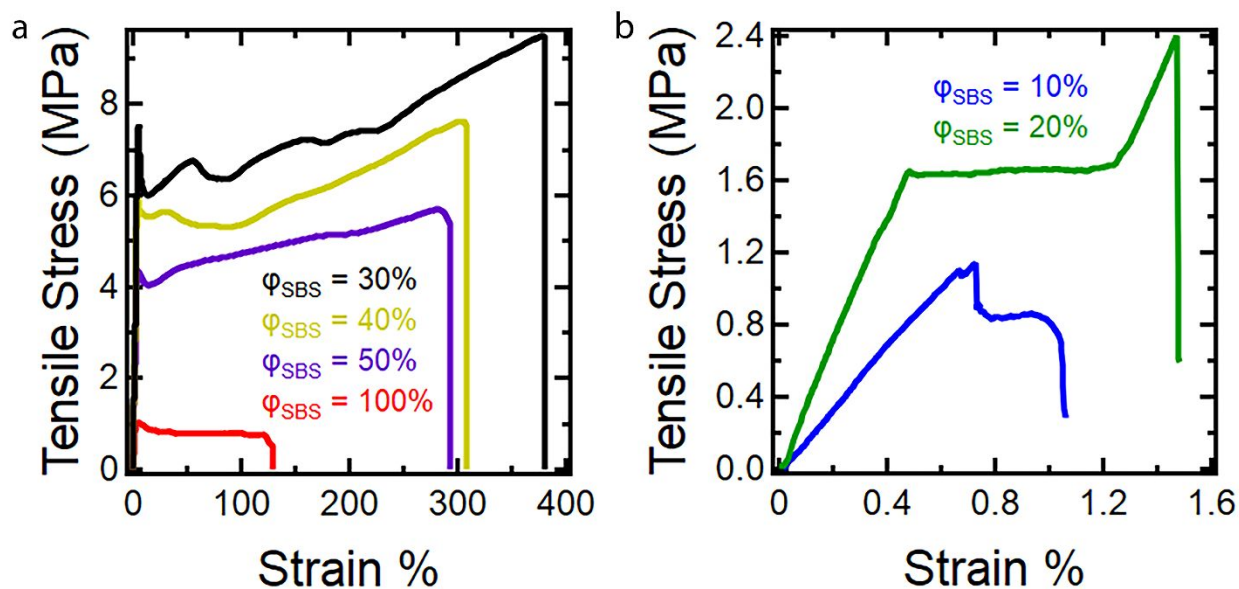 a
Tensile Stress (MPa)
8
6
4
2
0
φSBS = 30%
φSBS = 40%
φSBS = 50%
φSBS = 100%
0 100 200 300 400
Strain %
b
Tensile Stress (MPa)
2.4
2.0
1.6
1.2
0.8
0.4
0.0
φSBS = 10%
φSBS = 20%
0 0.4 0.8 1.2 1.6
Strain %